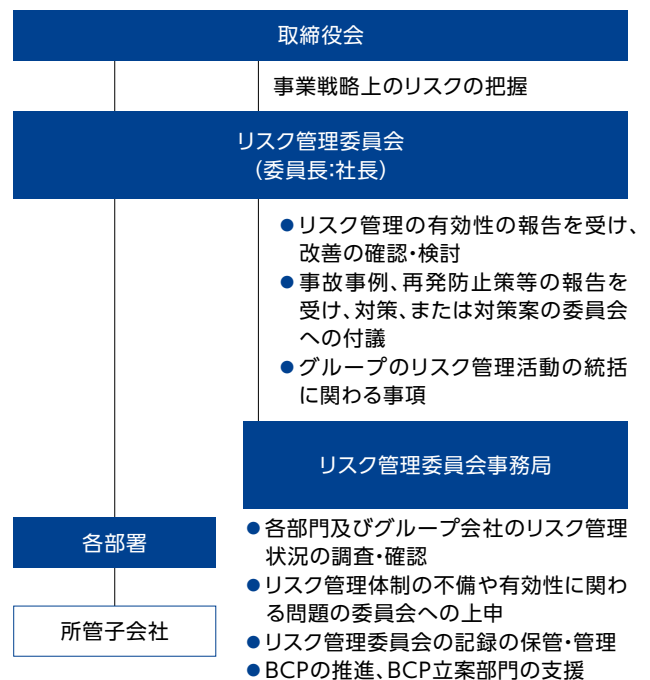 取締役会
事業戦略上のリスクの把握
リスク管理委員会
(委員長:社長)
●リスク管理の有効性の報告を受け、
改善の確認・検討
●事故事例、再発防止策等の報告を
受け、対策、または対策案の委員会
への付議
●グループのリスク管理活動の統括
に関わる事項
リスク管理委員会事務局
各部署
所管子会社
●各部門及びグループ会社のリスク管理
状況の調査・確認
●リスク管理体制の不備や有効性に関わ
る問題の委員会への上申
●リスク管理委員会の記録の保管・管理
●BCPの推進、BCP立案部門の支援